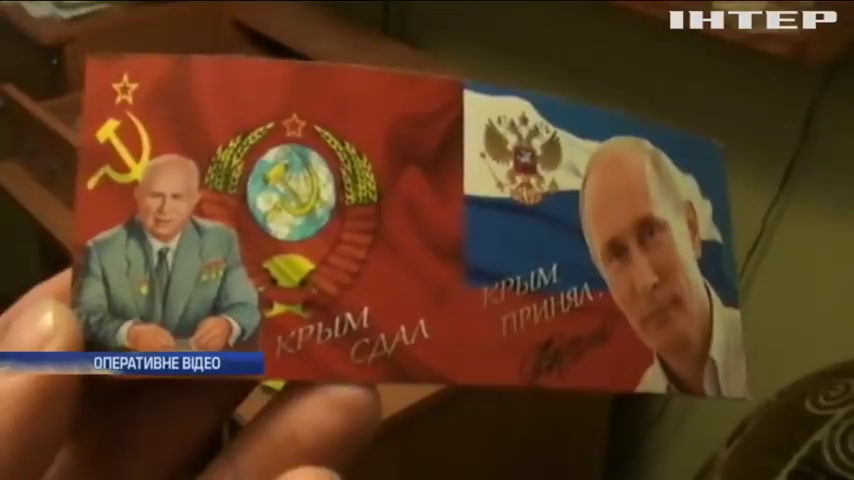 ІНТЕР
КРЫМ
СДАЛ
КРЫМ
ПРИНЯЛ...
ОПЕРАТИВНЕ ВІДЕО